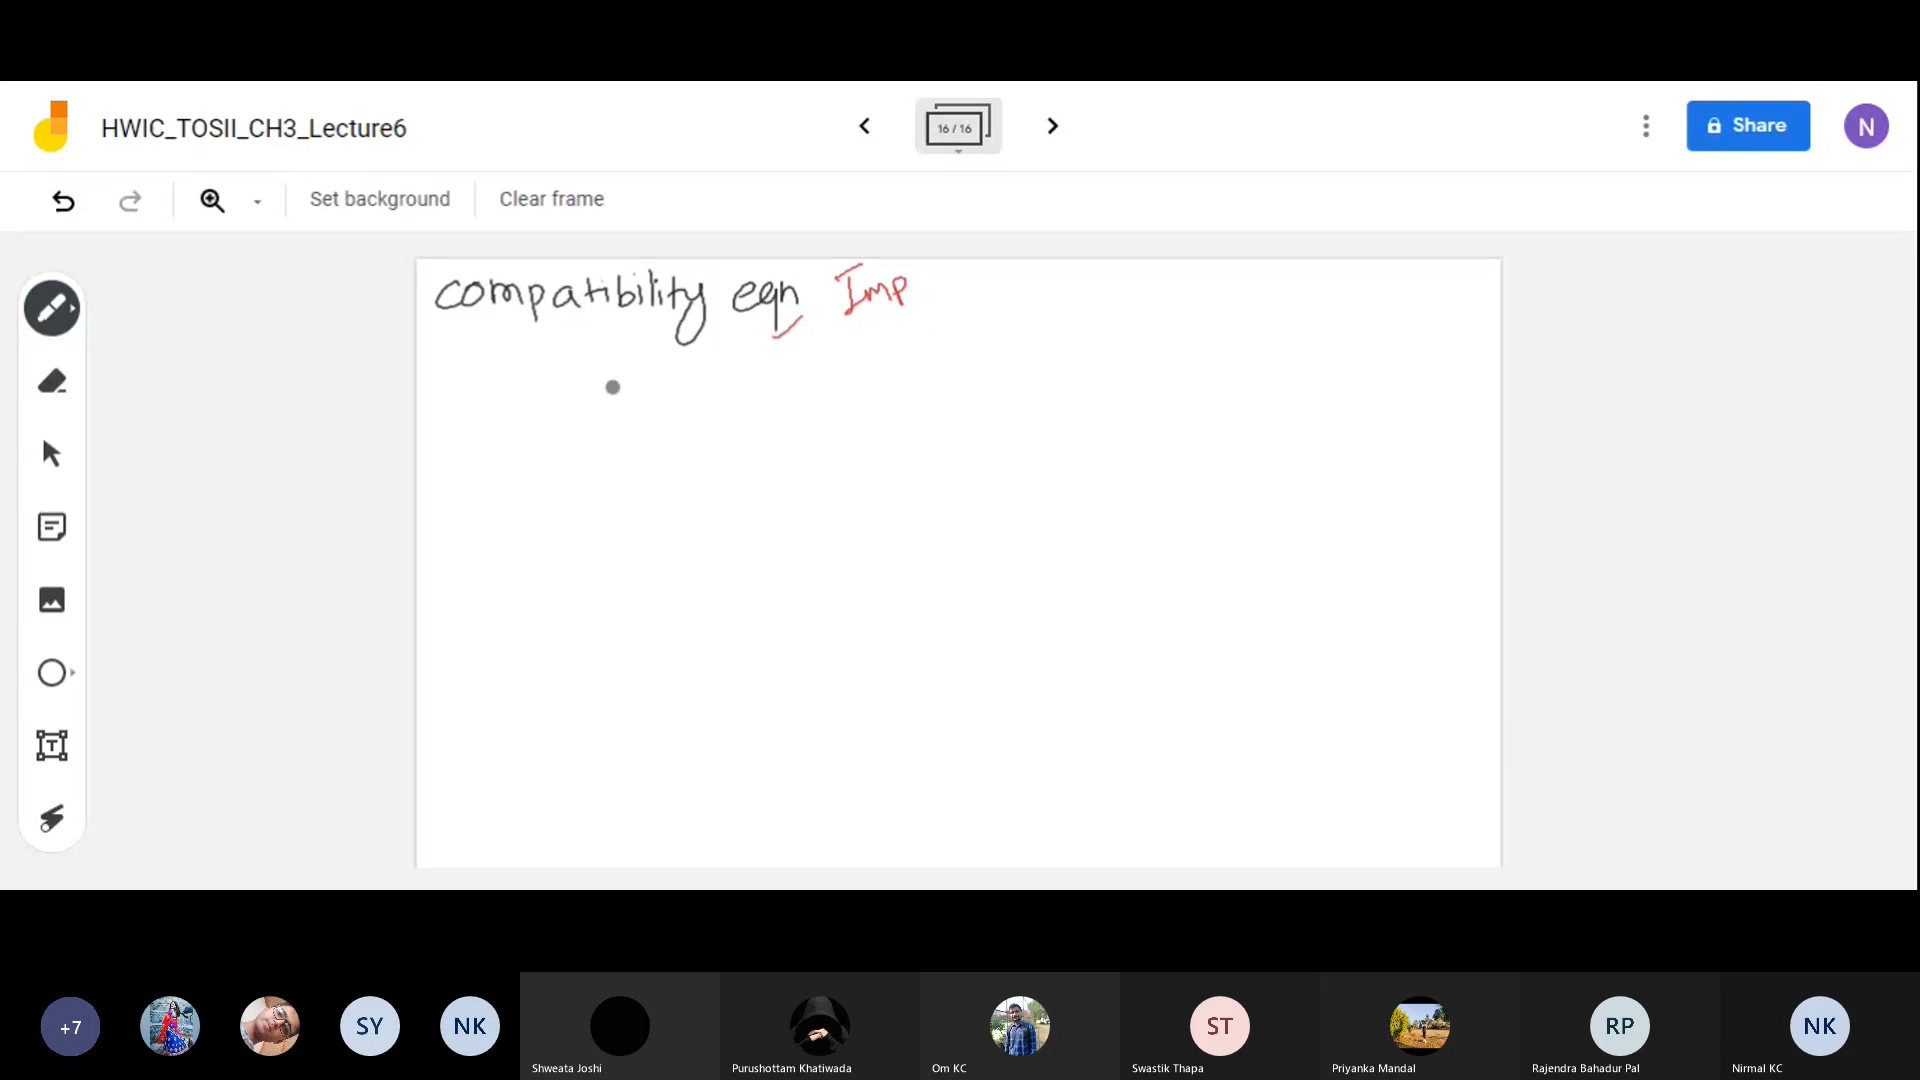 HWIC_TOSII_CH3_Lecture6
16 / 16
Share
N
Set background
Clear frame
compatibility eqn Imp
T
+7
SY
NK
ST
RP
NK
Shweata Joshi
Purushottam Khatiwada
Om KC
Swastik Thapa
Priyanka Mandal
Rajendra Bahadur Pal
Nirmal KC